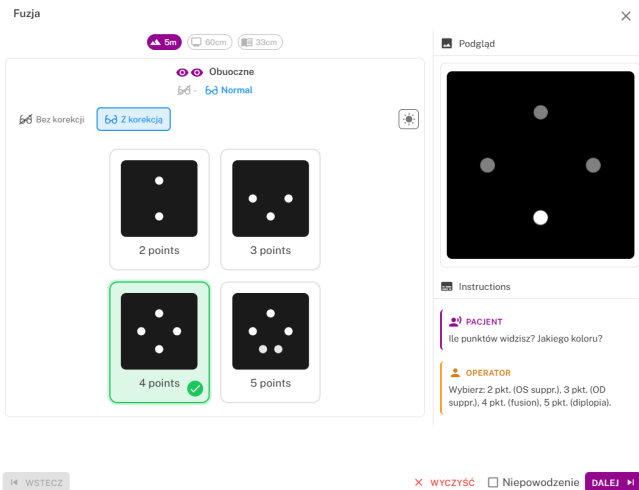 Fuzja
5m 60cm 33cm
Podgląd
Obuoczne
- Normal
Bez korekcji Z korekcją
2 points 3 points
4 points 5 points
Instructions
PACJENT
Ile punktów widzisz? Jakiego koloru?
OPERATOR
Wybierz: 2 pkt. (OS suppr.), 3 pkt. (OD
suppr.), 4 pkt. (fusion), 5 pkt. (diplopia).
WSTECZ WYCZYŚĆ Niepowodzenie DALEJ